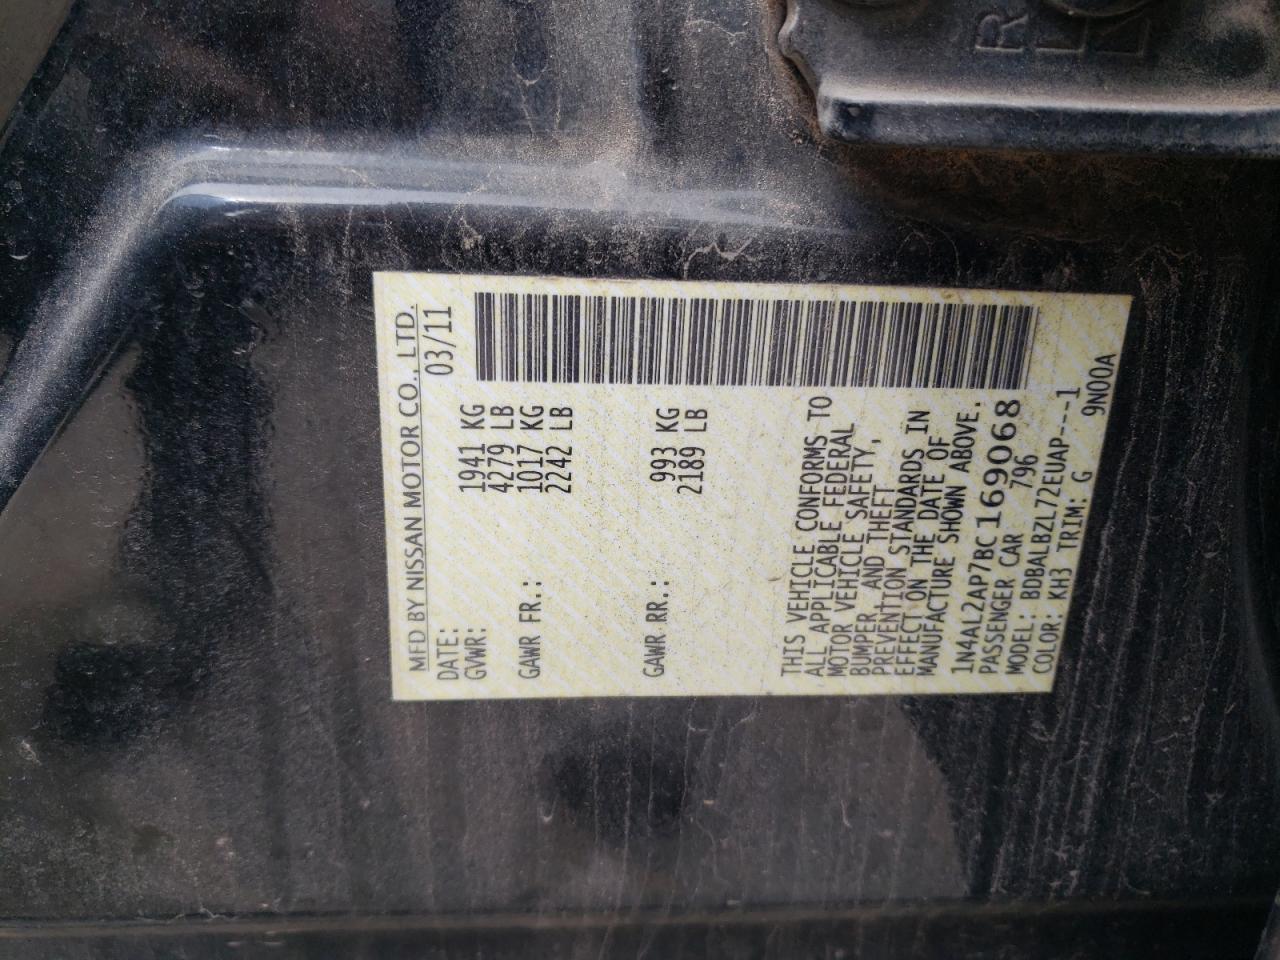 MFD BY NISSAN MOTOR CO., LTD.
DATE: 03/11
GVWR: 1941 KG
4279 LB
GAWR FR.: 1017 KG
2242 LB
GAWR RR.: 993 KG
2189 LB
THIS VEHICLE CONFORMS TO
ALL APPLICABLE FEDERAL
MOTOR VEHICLE SAFETY,
BUMPER AND THEFT
PREVENTION STANDARDS IN
EFFECT ON THE DATE OF
MANUFACTURE SHOWN ABOVE.
1N4AL2AP7BC169068
PASSENGER CAR 796
MODEL: BDBALBZL72EUAP---1
COLOR: KH3 TRIM: G 9N00A